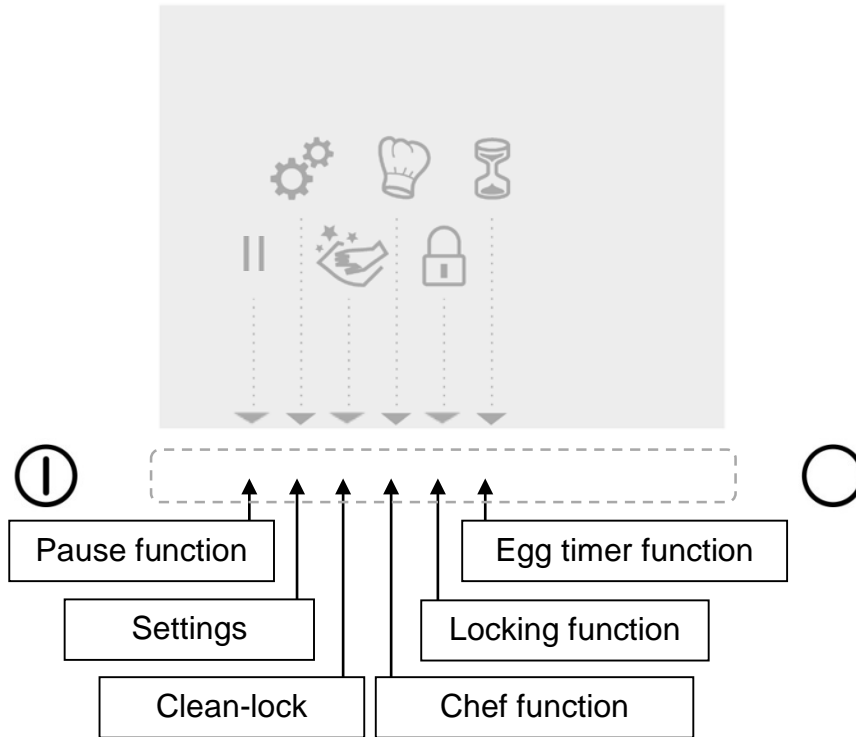 Pause function
Egg timer function
Settings
Locking function
Clean-lock
Chef function